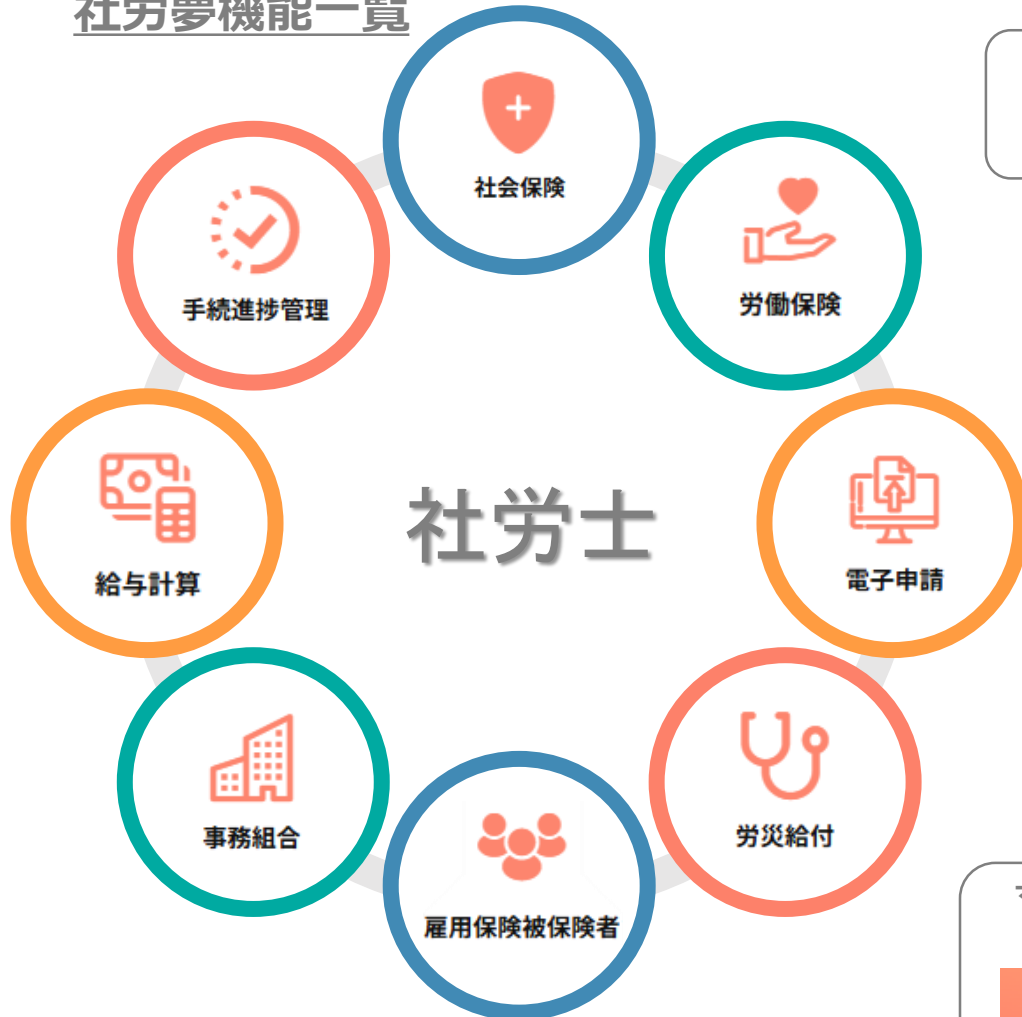 社労夢機能一覧
社会保険
労働保険
電子申請
労災給付
雇用保険被保険者
事務組合
給与計算
手続進捗管理
社労士